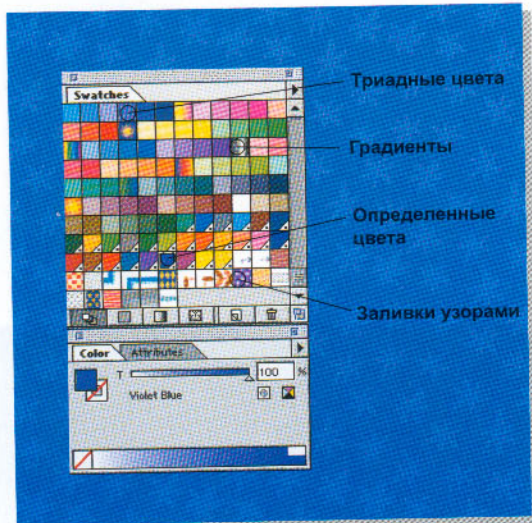 Swatches
Триадные цвета
Градиенты
Определенные
цвета
Заливки узорами
Color
Attributes
T
100
%
Violet Blue